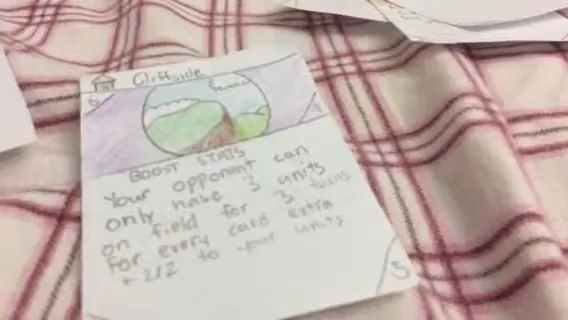 Cliffside
6
BOOST STATS
Your opponent can
only have 3 units
on field for 3 turns
For every card extra
+ 2/2 to your units
5